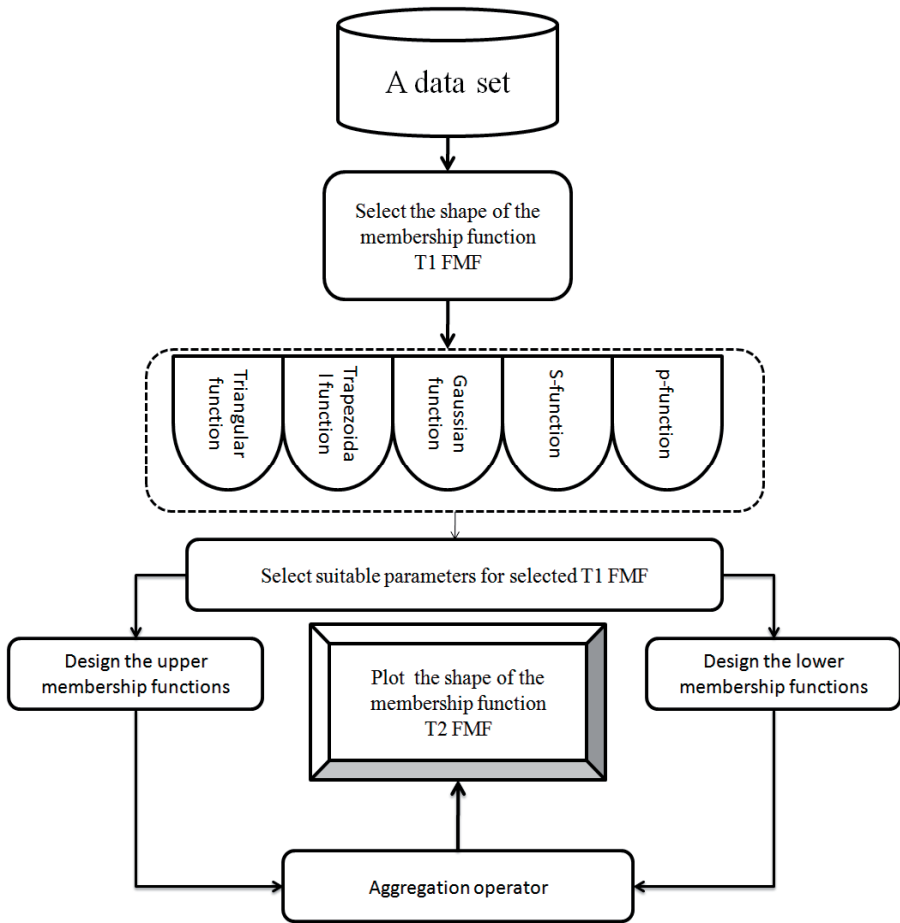 A data set
Select the shape of the
membership function
T1 FMF
Triangular
function
Trapezoida
l function
Gaussian
function
S-function
p-function
Select suitable parameters for selected T1 FMF
Design the upper
membership functions
Plot the shape of the
membership function
T2 FMF
Design the lower
membership functions
Aggregation operator